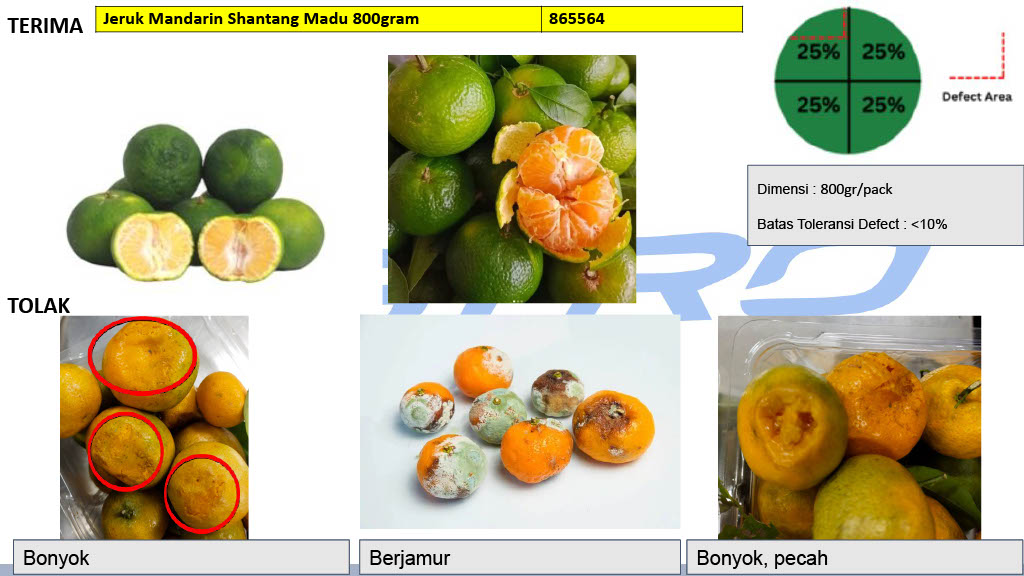 TERIMA
Jeruk Mandarin Shantang Madu 800gram 865564
25% 25%
25% 25%
Defect Area
Dimensi : 800gr/pack
Batas Toleransi Defect : <10%
TOLAK
Bonyok
Berjamur
Bonyok, pecah